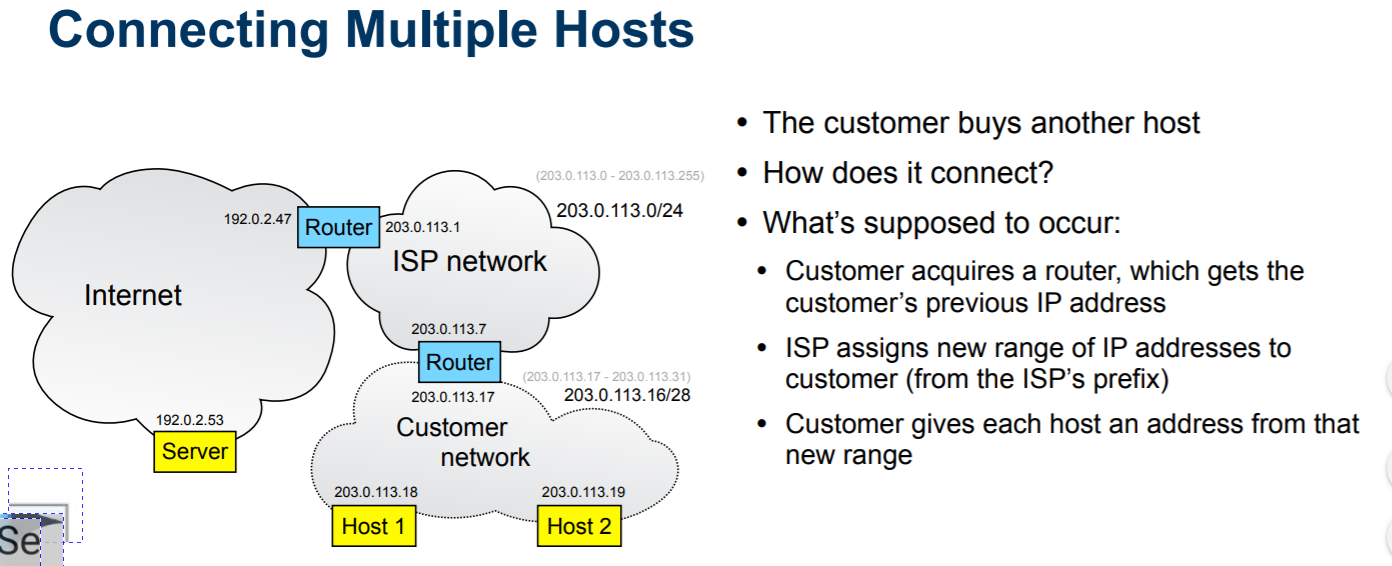 Connecting Multiple Hosts
• The customer buys another host
• How does it connect?
• What's supposed to occur:
• Customer acquires a router, which gets the
customer's previous IP address
• ISP assigns new range of IP addresses to
customer (from the ISP's prefix)
• Customer gives each host an address from that
new range
(203.0.113.0 - 203.0.113.255)
203.0.113.0/24
192.0.2.47
Router
203.0.113.1
ISP network
Internet
203.0.113.7
Router
(203.0.113.17 - 203.0.113.31)
203.0.113.16/28
203.0.113.17
Customer
network
192.0.2.53
Server
203.0.113.18
Host 1
203.0.113.19
Host 2
Se